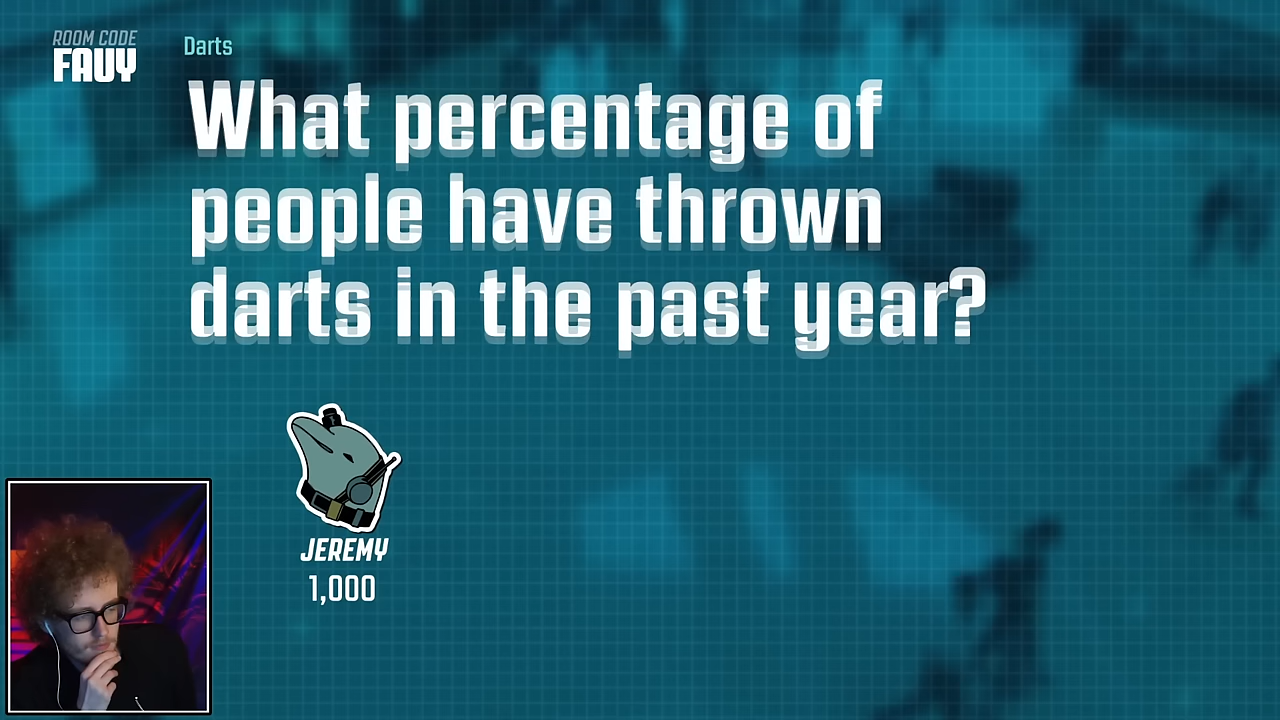 ROOM CODE
FAUY
Darts
What percentage of
people have thrown
darts in the past year?
JEREMY
1,000